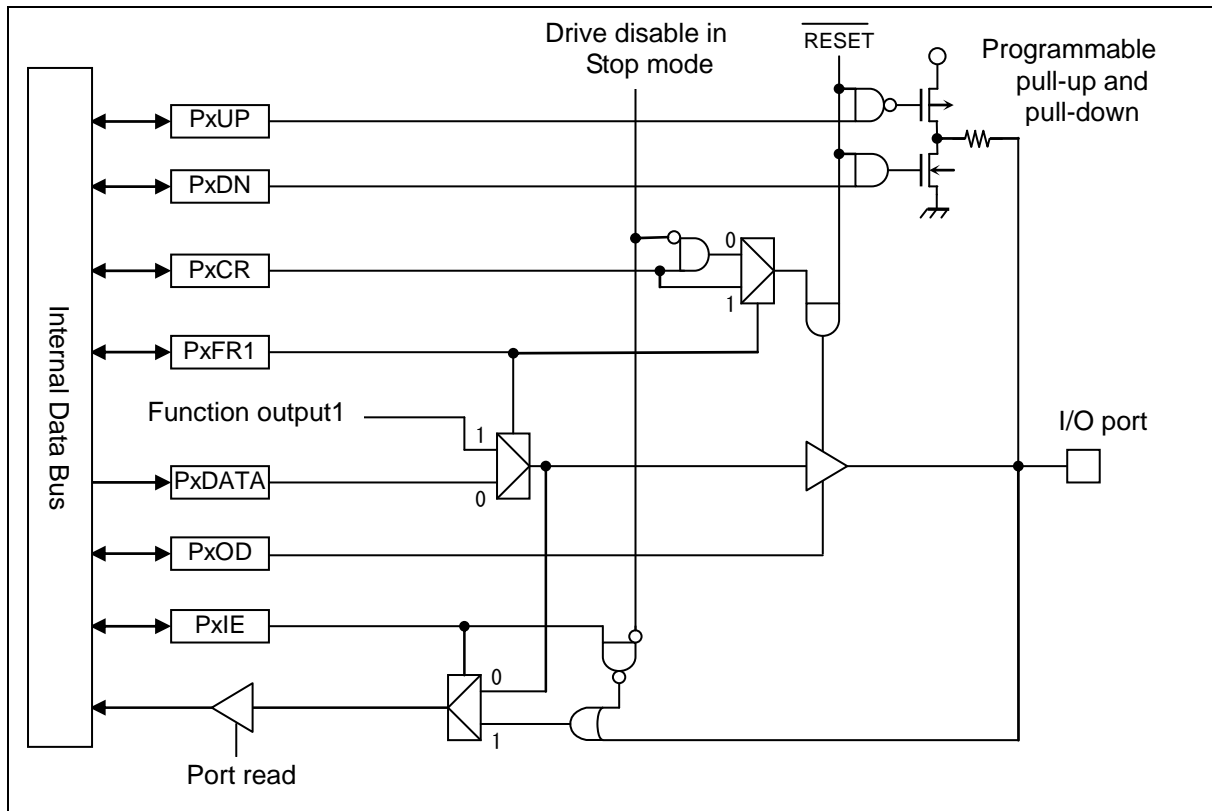 Drive disable in
Stop mode
RESET
Programmable
pull-up and
pull-down
PxUP
PxDN
PxCR
0
1
PxFR1
Function output1
1
I/O port
PxDATA
0
PxOD
PxIE
0
1
Port read
Internal Data Bus